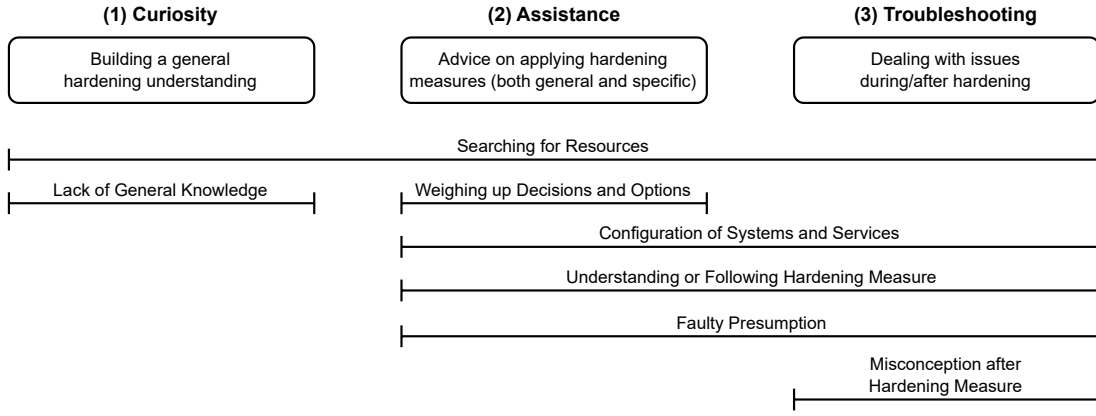 (1) Curiosity
(2) Assistance
(3) Troubleshooting
Building a general
hardening understanding
Advice on applying hardening
measures (both general and specific)
Dealing with issues
during/after hardening
Searching for Resources
Lack of General Knowledge
Weighing up Decisions and Options
Configuration of Systems and Services
Understanding or Following Hardening Measure
Faulty Presumption
Misconception after
Hardening Measure